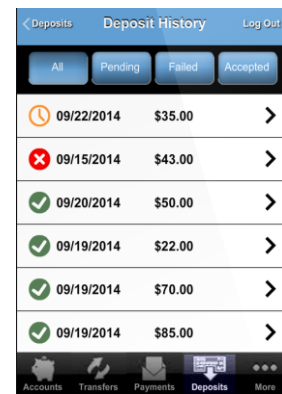 Deposits Deposit History Log Out
All Pending Failed Accepted
09/22/2014 $35.00
09/15/2014 $43.00
09/20/2014 $50.00
09/19/2014 $22.00
09/19/2014 $70.00
09/19/2014 $85.00
Accounts Transfers Payments Deposits More